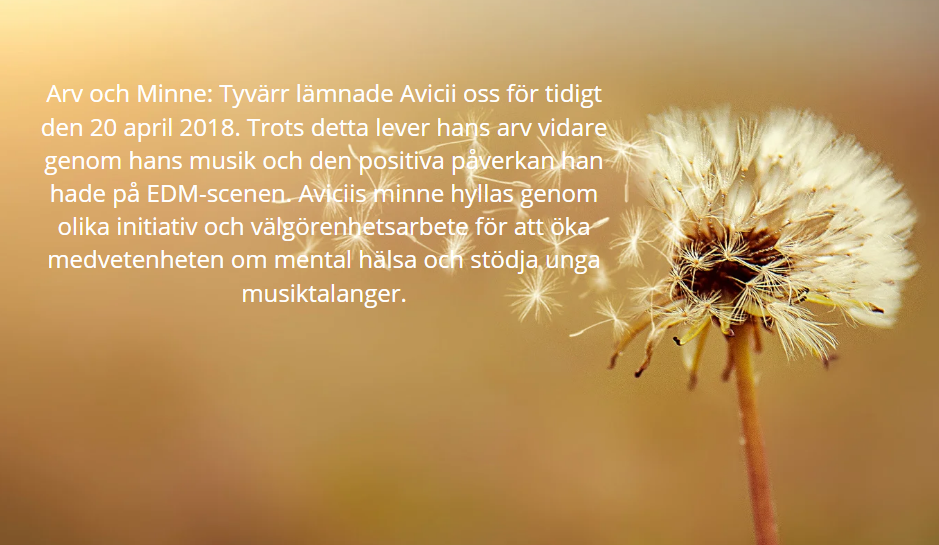 Arv och Minne: Tyvärr lämnade Avicii oss för tidigt
den 20 april 2018. Trots detta lever hans arv vidare
genom hans musik och den positiva påverkan han
hade på EDM-scenen. Aviciis minne hyllas genom
olika initiativ och välgörenhetsarbete för att öka
medvetenheten om mental hälsa och stödja unga
musiktalanger.